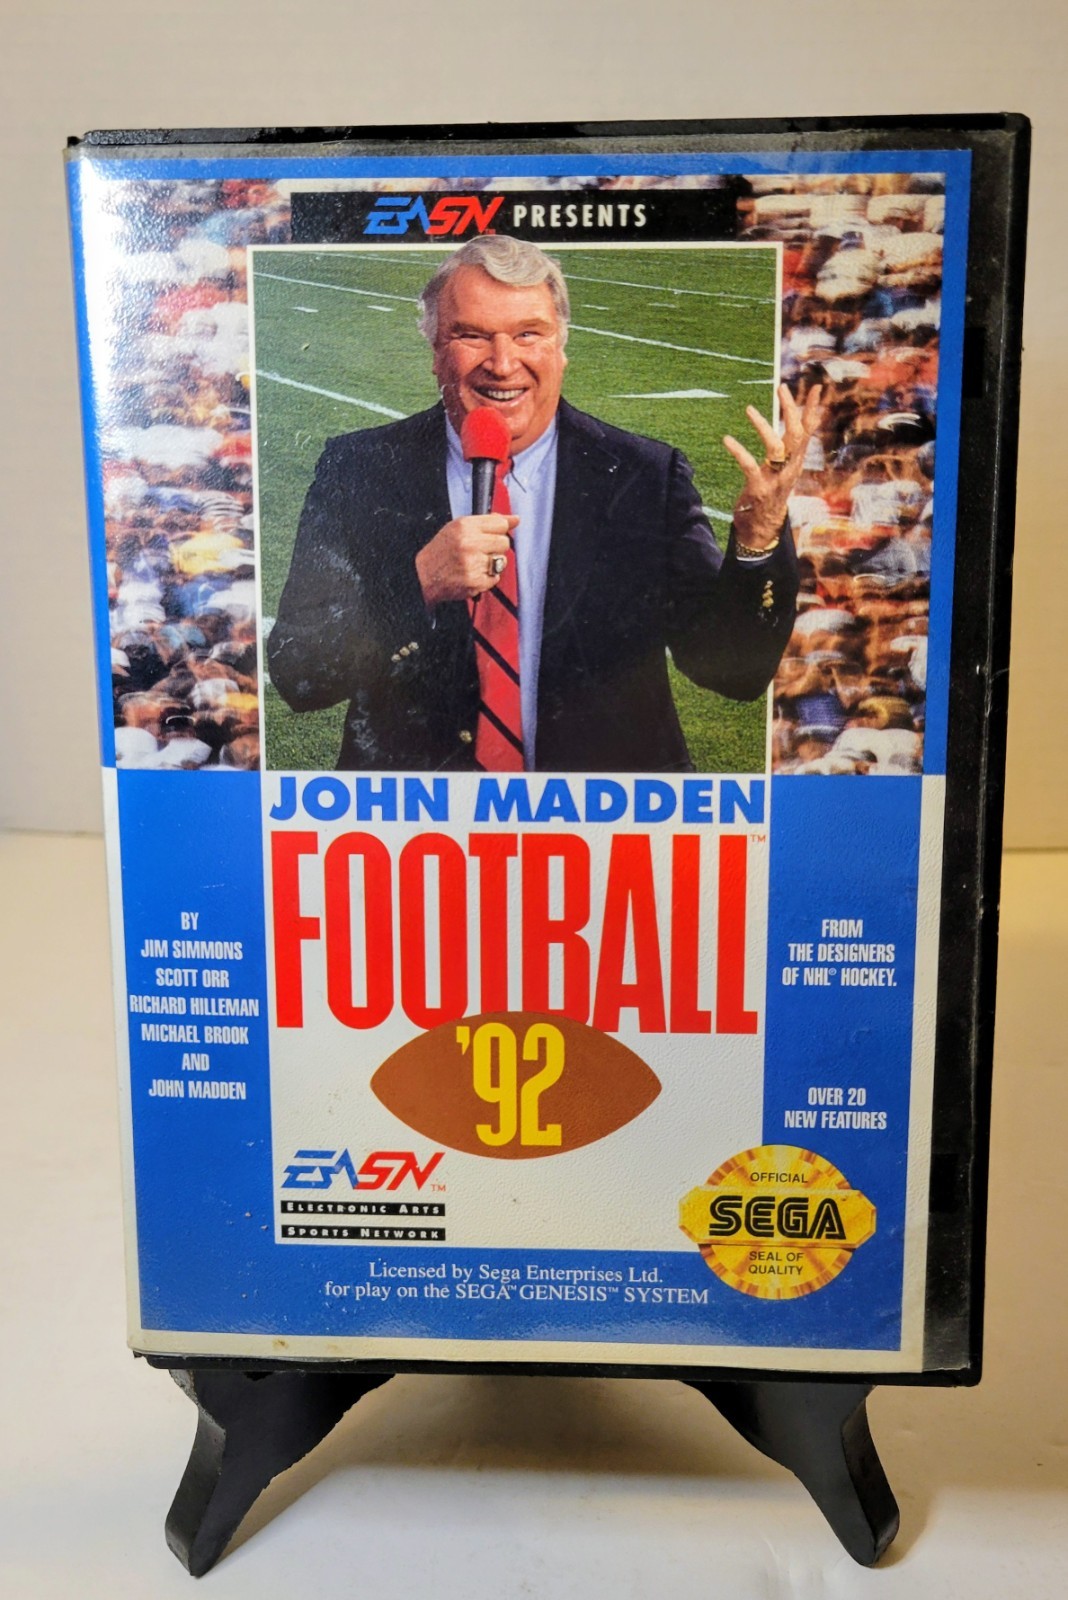 EASN™ PRESENTS
JOHN MADDEN
FOOTBALL™
'92
BY
JIM SIMMONS
SCOTT ORR
RICHARD HILLEMAN
MICHAEL BROOK
AND
JOHN MADDEN
FROM
THE DESIGNERS
OF NHL® HOCKEY.
OVER 20
NEW FEATURES
EASN™
ELECTRONIC ARTS
SPORTS NETWORK
OFFICIAL
SEGA
SEAL OF
QUALITY
Licensed by Sega Enterprises Ltd.
for play on the SEGA™ GENESIS™ SYSTEM